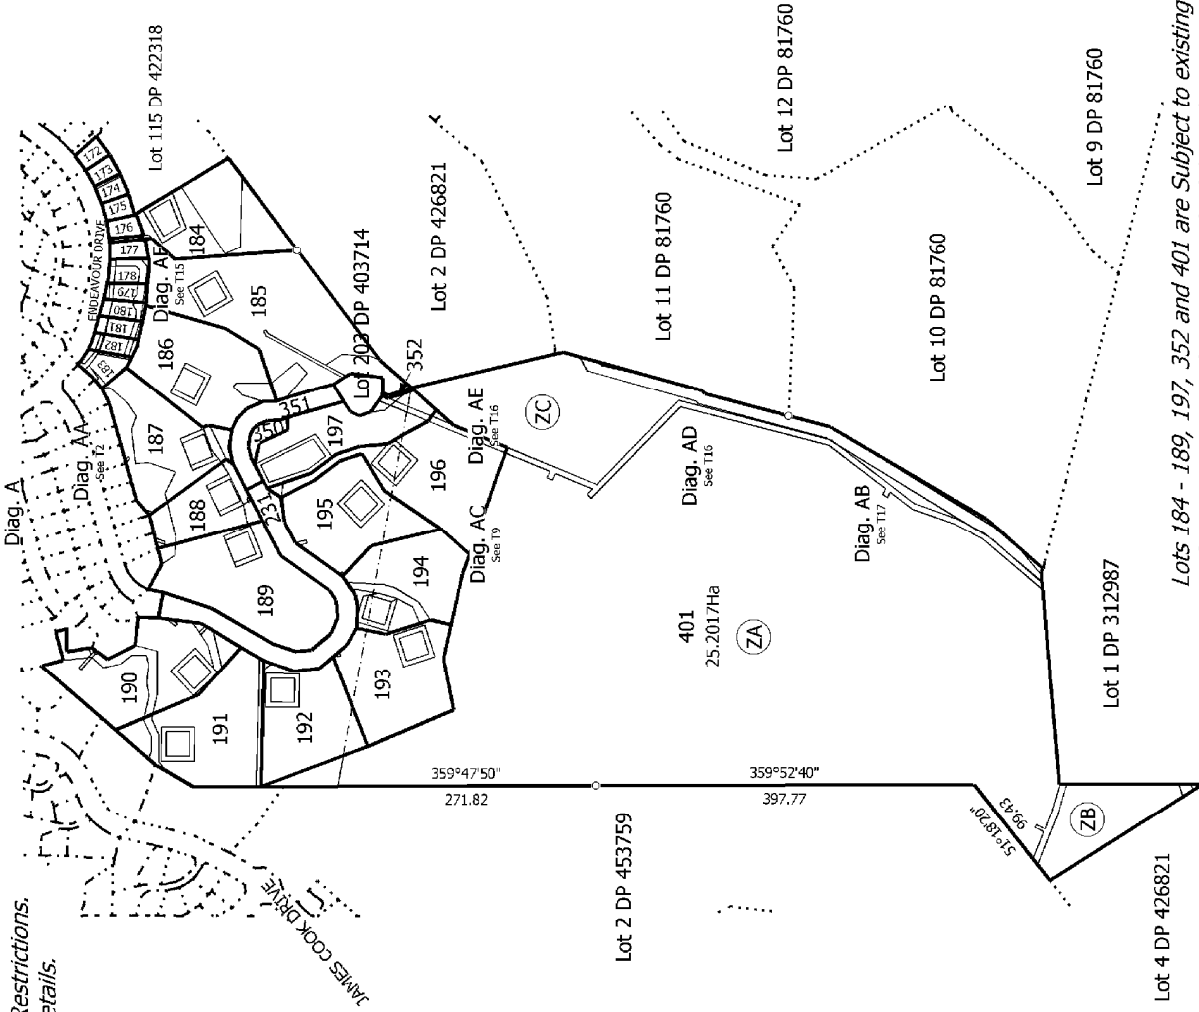 Lot 115 DP 422318
Lot 12 DP 81760
Lot 9 DP 81760
Lots 184 - 189, 197, 352 and 401 are Subject to existing
Diag. A
172
173
174
175
176
177
178
179
180
181
182
183
ENDEAVOUR DRIVE
Diag. AF
See T15
184
185
186
187
188
189
190
191
192
193
194
195
196
197
231
350
351
352
Lot 203 DP 403714
Lot 2 DP 426821
Lot 11 DP 81760
Lot 10 DP 81760
Diag. AA
See T2
Diag. AE
See T16
ZC
Diag. AD
See T16
Diag. AC
See T9
Diag. AB
See T17
401
25.2017Ha
ZA
Lot 1 DP 312987
359°47'50"
271.82
359°52'40"
397.77
51°18'20"
99.43
ZB
Lot 2 DP 453759
Lot 4 DP 426821
JAMES COOK DRIVE
Restrictions.
etails.